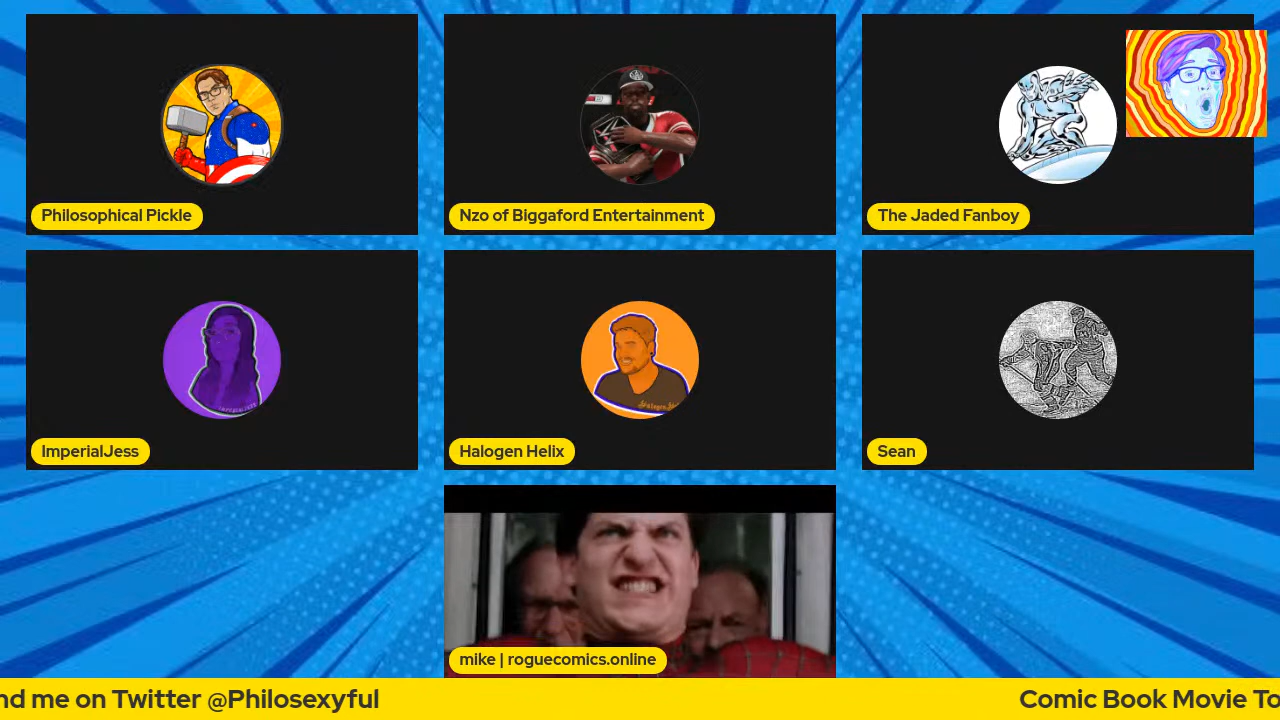 Philosophical Pickle
Nzo of Biggaford Entertainment
The Jaded Fanboy
ImperialJess
Halogen Helix
Sean
mike | roguecomics.online
nd me on Twitter @Philosexyful
Comic Book Movie To